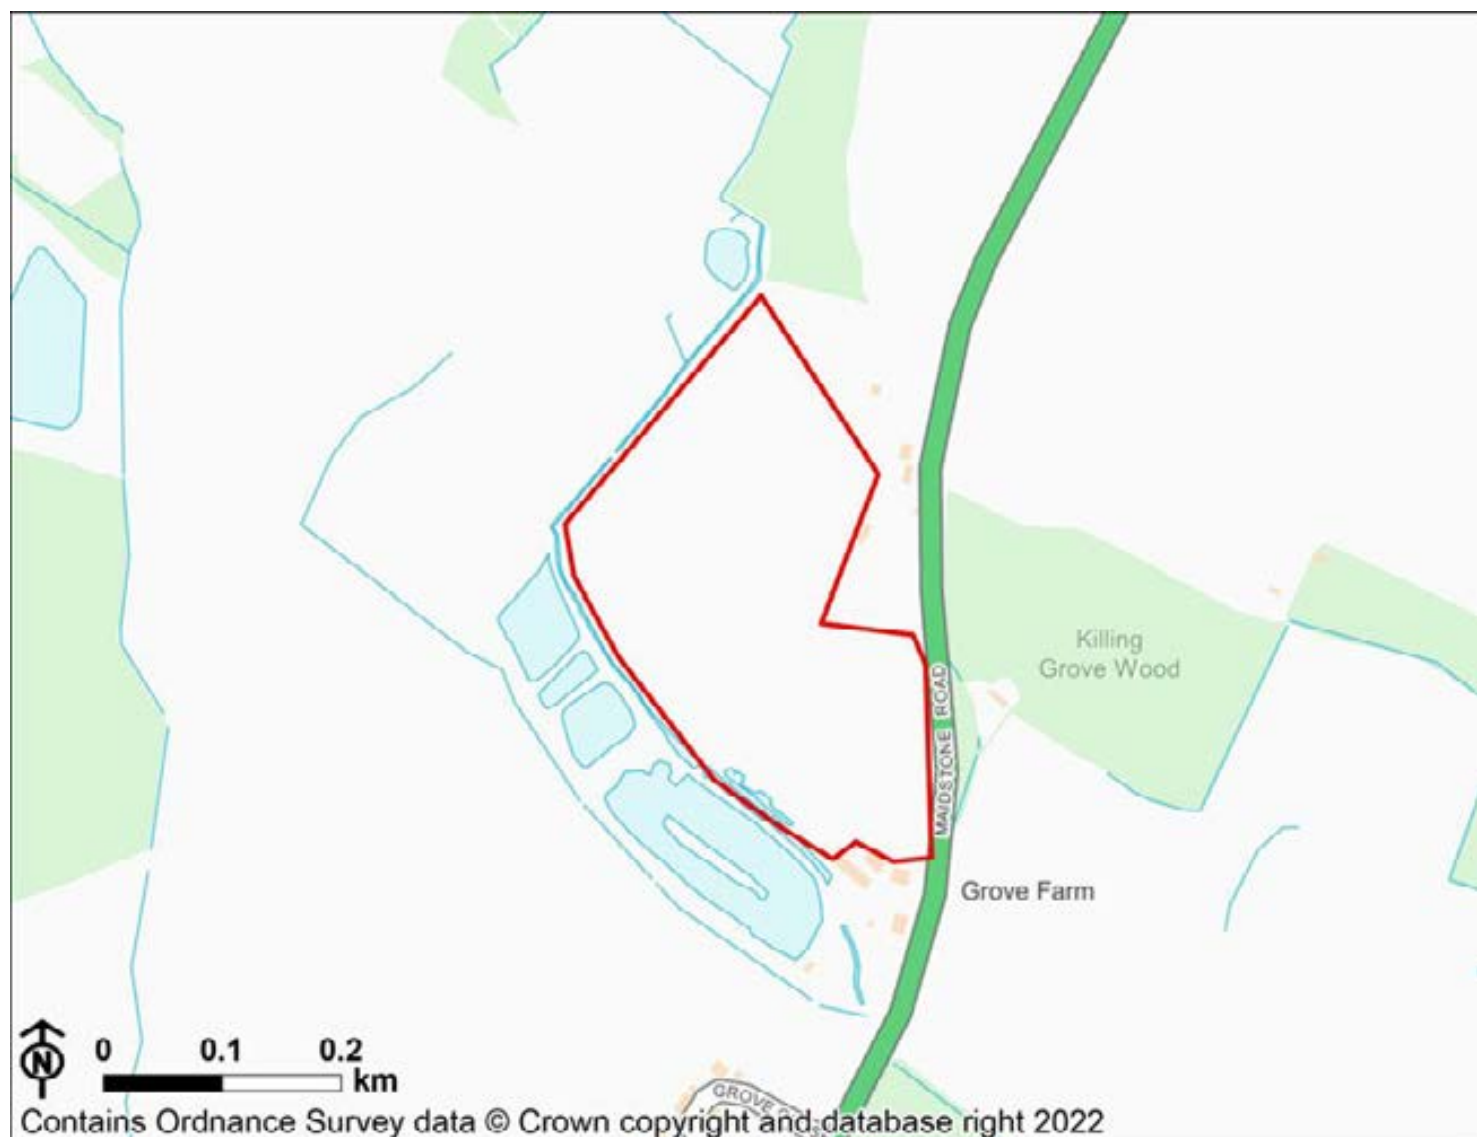 Killing
Grove Wood
MAIDSTONE ROAD
Grove Farm
N
0 0.1 0.2
km
GROVE
Contains Ordnance Survey data © Crown copyright and database right 2022